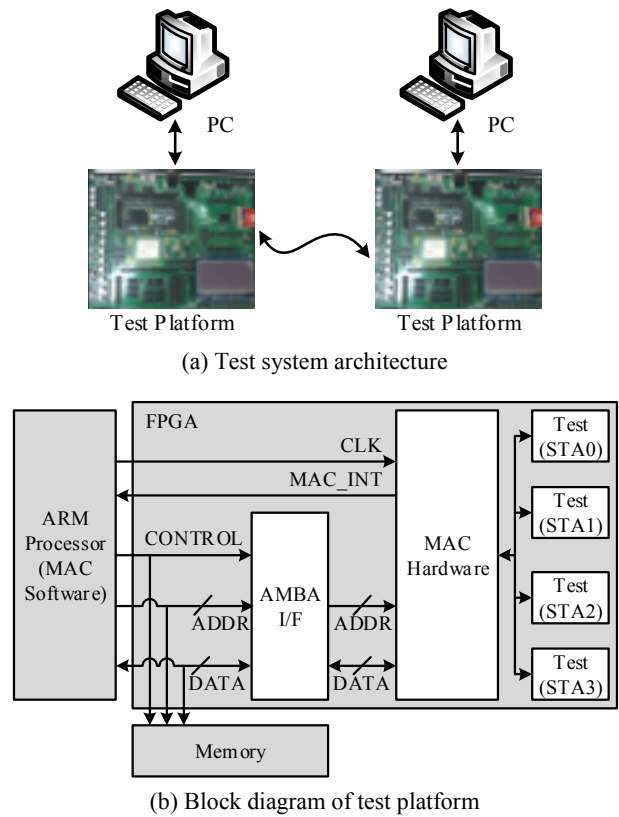 PC
PC
Test Platform
Test Platform
(a) Test system architecture
FPGA
CLK
MAC_INT
ARM
Processor
(MAC
Software)
CONTROL
ADDR
DATA
AMBA
I/F
ADDR
DATA
MAC
Hardware
Test
(STA0)
Test
(STA1)
Test
(STA2)
Test
(STA3)
Memory
(b) Block diagram of test platform